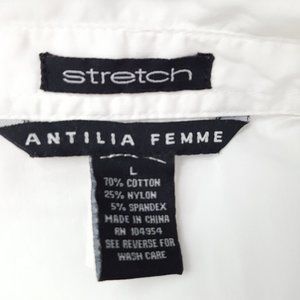 stretch
ANTILIA FEMME
L
70% COTTON
25% NYLON
5% SPANDEX
MADE IN CHINA
RN 104954
SEE REVERSE FOR
WASH CARE